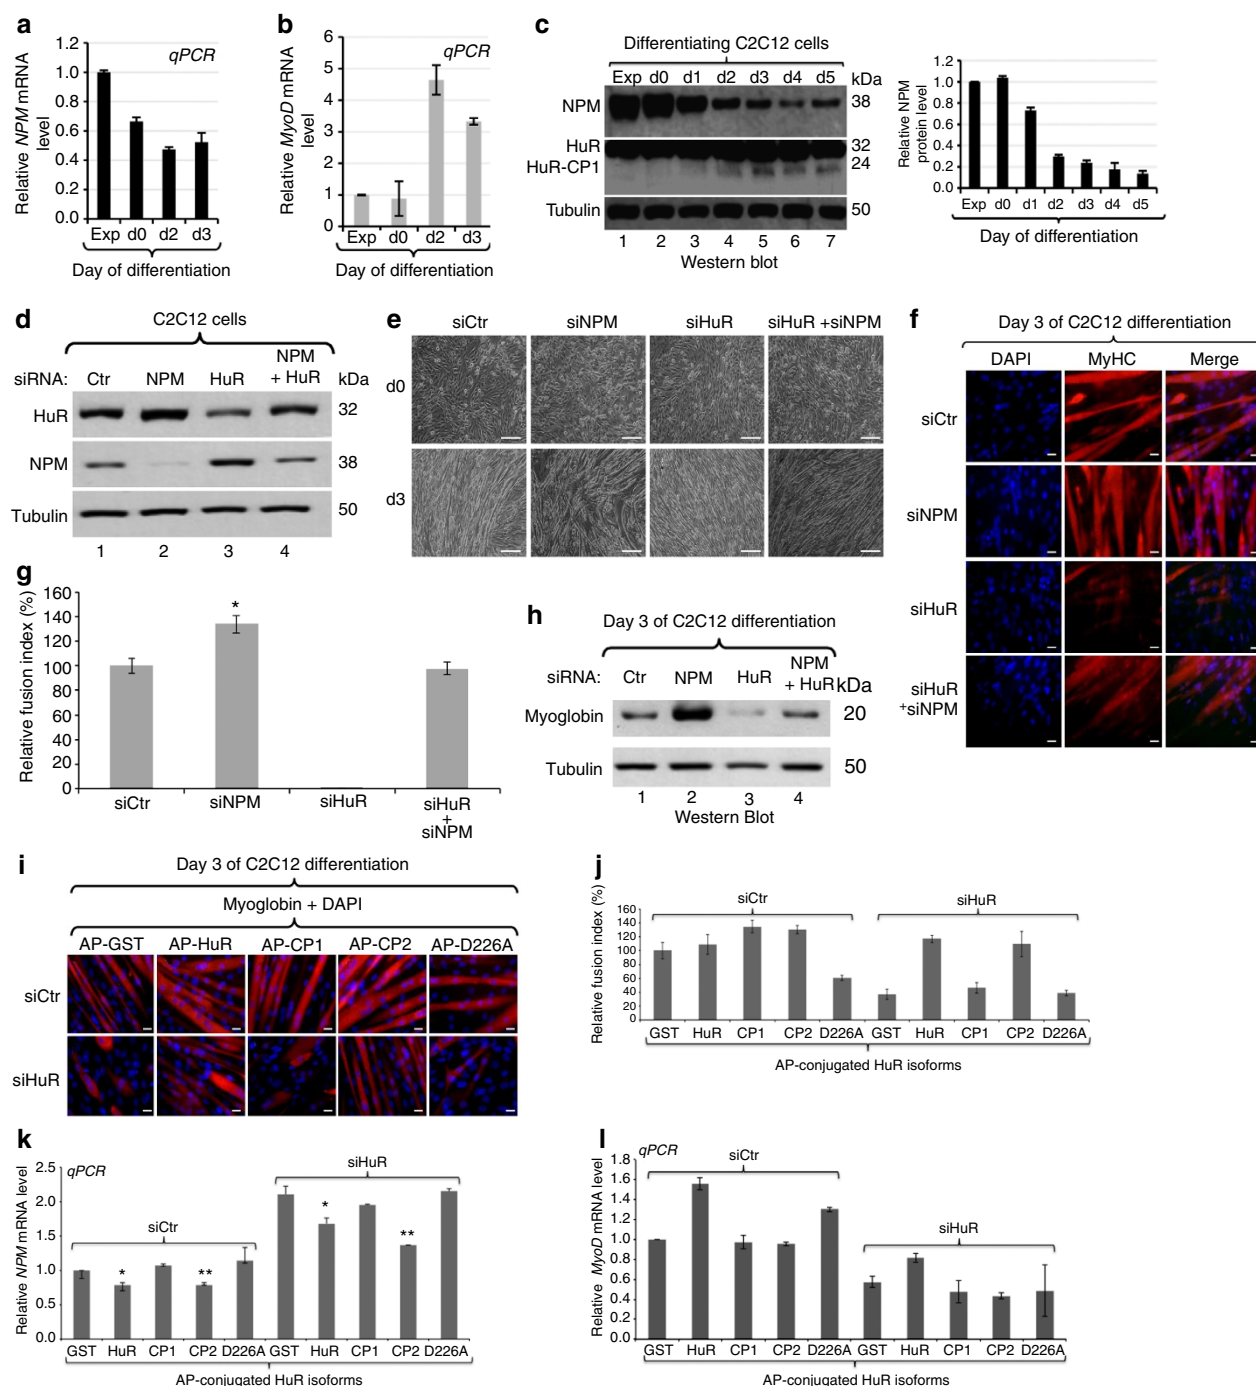 a
qPCR
Relative NPM mRNA level
1.2
1.0
0.8
0.6
0.4
0.2
0.0
Exp d0 d2 d3
Day of differentiation
b
qPCR
Relative MyoD mRNA level
6
5
4
3
2
1
0
Exp d0 d2 d3
Day of differentiation
c
Differentiating C2C12 cells
Exp d0 d1 d2 d3 d4 d5 kDa
NPM 38
HuR 32
HuR-CP1 24
Tubulin 50
1 2 3 4 5 6 7
Western blot
Relative NPM protein level
1.2
1.0
0.8
0.6
0.4
0.2
0.0
Exp d0 d1 d2 d3 d4 d5
Day of differentiation
d
C2C12 cells
siRNA: Ctr NPM HuR NPM + HuR kDa
HuR 32
NPM 38
Tubulin 50
1 2 3 4
e
siCtr siNPM siHuR siHuR +siNPM
d0
d3
f
Day 3 of C2C12 differentiation
DAPI MyHC Merge
siCtr
siNPM
siHuR
siHuR
+siNPM
g
Relative fusion index (%)
160
140
120
100
80
60
40
20
0
*
siCtr siNPM siHuR siHuR + siNPM
h
Day 3 of C2C12 differentiation
siRNA: Ctr NPM HuR NPM + HuR kDa
Myoglobin 20
Tubulin 50
1 2 3 4
Western Blot
i
Day 3 of C2C12 differentiation
Myoglobin + DAPI
AP-GST AP-HuR AP-CP1 AP-CP2 AP-D226A
siCtr
siHuR
j
Relative fusion index (%)
160
140
120
100
80
60
40
20
0
siCtr siHuR
GST HuR CP1 CP2 D226A GST HuR CP1 CP2 D226A
AP-conjugated HuR isoforms
k
qPCR
Relative NPM mRNA level
2.5
2.0
1.5
1.0
0.5
0.0
siCtr siHuR
* ** * **
GST HuR CP1 CP2 D226A GST HuR CP1 CP2 D226A
AP-conjugated HuR isoforms
l
qPCR
Relative MyoD mRNA level
1.8
1.6
1.4
1.2
1.0
0.8
0.6
0.4
0.2
0.0
siCtr siHuR
GST HuR CP1 CP2 D226A GST HuR CP1 CP2 D226A
AP-conjugated HuR isoforms